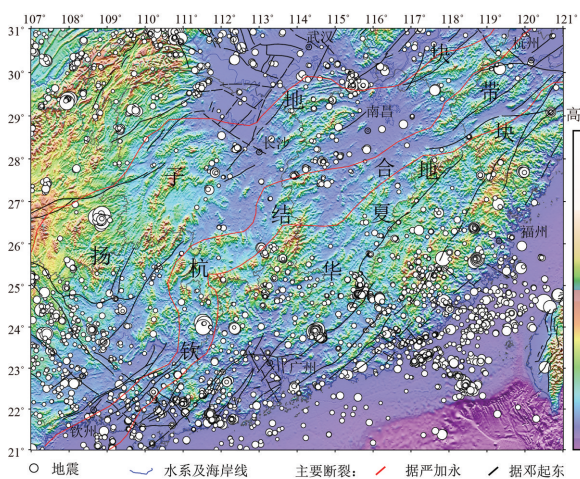 107° 108° 109° 110° 111° 112° 113° 114° 115° 116° 117° 118° 119° 120° 121°
31°
30°
29°
28°
27°
26°
25°
24°
23°
22°
21°
武汉
杭州
块
地
带
南昌
高
块
长沙
合
地
子
结
夏
福州
扬
杭
华
钦
广州
钦州
地震
水系及海岸线
主要断裂：
据严加永
据邓起东